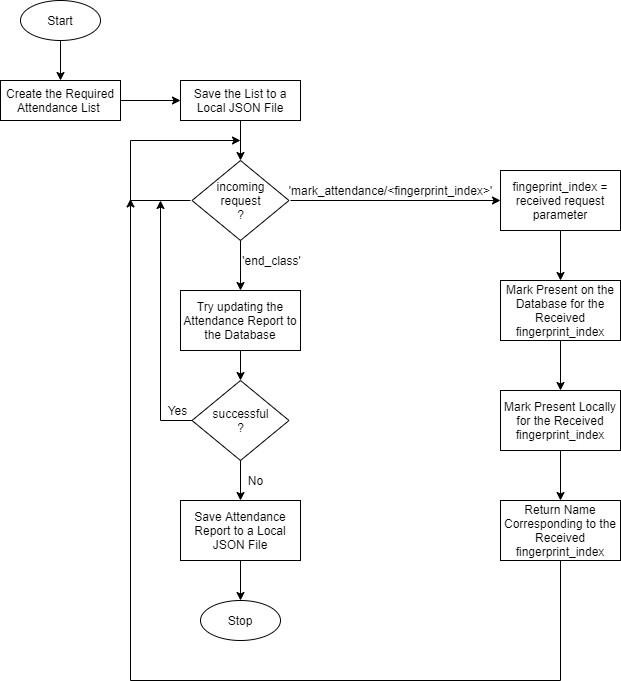 Start
Create the Required
Attendance List
Save the List to a
Local JSON File
incoming
request
?
'mark_attendance/<fingerprint_index>'
fingeprint_index =
received request
parameter
'end_class'
Mark Present on the
Database for the
Received
fingerprint_index
Try updating the
Attendance Report to
the Database
successful
?
Yes
Mark Present Locally
for the Received
fingerprint_index
No
Save Attendance
Report to a Local
JSON File
Return Name
Corresponding to the
Received
fingerprint_index
Stop